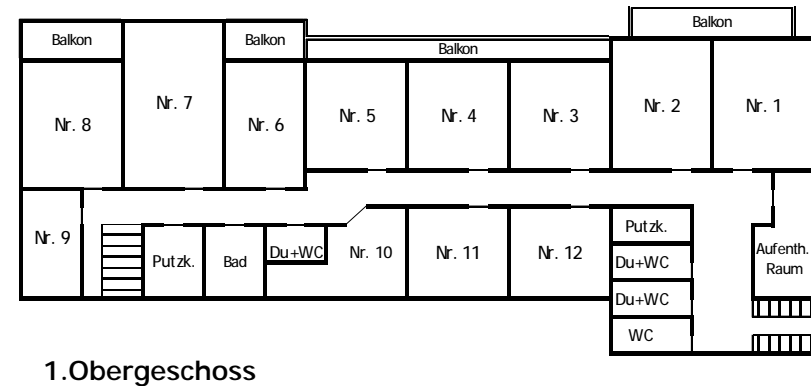 Balkon
Balkon Balkon
Balkon
Nr. 8 Nr. 7 Nr. 6 Nr. 5 Nr. 4 Nr. 3 Nr. 2 Nr. 1
Nr. 9 Putzk. Bad Du+WC Nr. 10 Nr. 11 Nr. 12 Putzk.
Du+WC
Du+WC
WC
Aufenth.
Raum
1.Obergeschoss